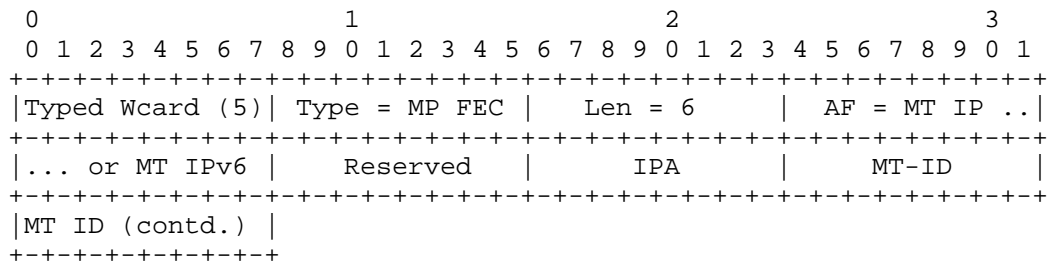 0                   1                   2                   3
 0 1 2 3 4 5 6 7 8 9 0 1 2 3 4 5 6 7 8 9 0 1 2 3 4 5 6 7 8 9 0 1
+-+-+-+-+-+-+-+-+-+-+-+-+-+-+-+-+-+-+-+-+-+-+-+-+-+-+-+-+-+-+-+-+
|Typed Wcard (5)| Type = MP FEC |   Len = 6     |  AF = MT IP ..|
+-+-+-+-+-+-+-+-+-+-+-+-+-+-+-+-+-+-+-+-+-+-+-+-+-+-+-+-+-+-+-+-+
|... or MT IPv6 |    Reserved   |      IPA      |     MT-ID     |
+-+-+-+-+-+-+-+-+-+-+-+-+-+-+-+-+-+-+-+-+-+-+-+-+-+-+-+-+-+-+-+-+
|MT ID (contd.) |
+-+-+-+-+-+-+-+-+